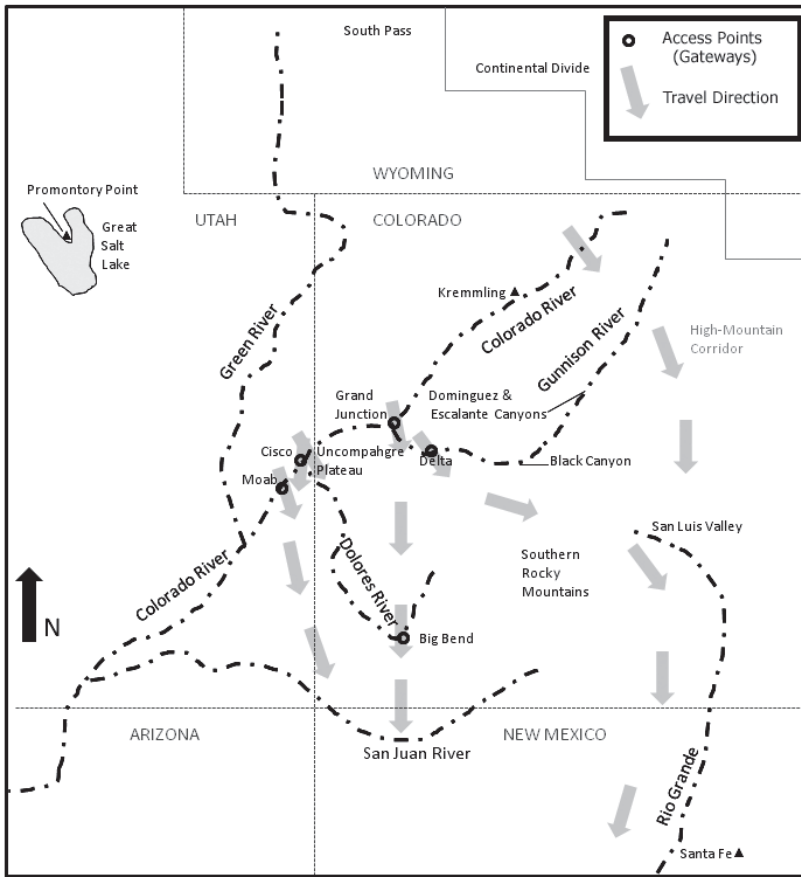 South Pass
Continental Divide
Access Points
(Gateways)
Travel Direction
WYOMING
Promontory Point
Great
Salt
Lake
UTAH
COLORADO
Kremmling
Colorado River
Gunnison River
High-Mountain
Corridor
Green River
Grand
Junction
Dominguez &
Escalante Canyons
Cisco
Uncompahgre
Plateau
Delta
Black Canyon
Moab
San Luis Valley
Colorado River
Dolores River
Southern
Rocky
Mountains
N
Big Bend
ARIZONA
San Juan River
NEW MEXICO
Rio Grande
Santa Fe